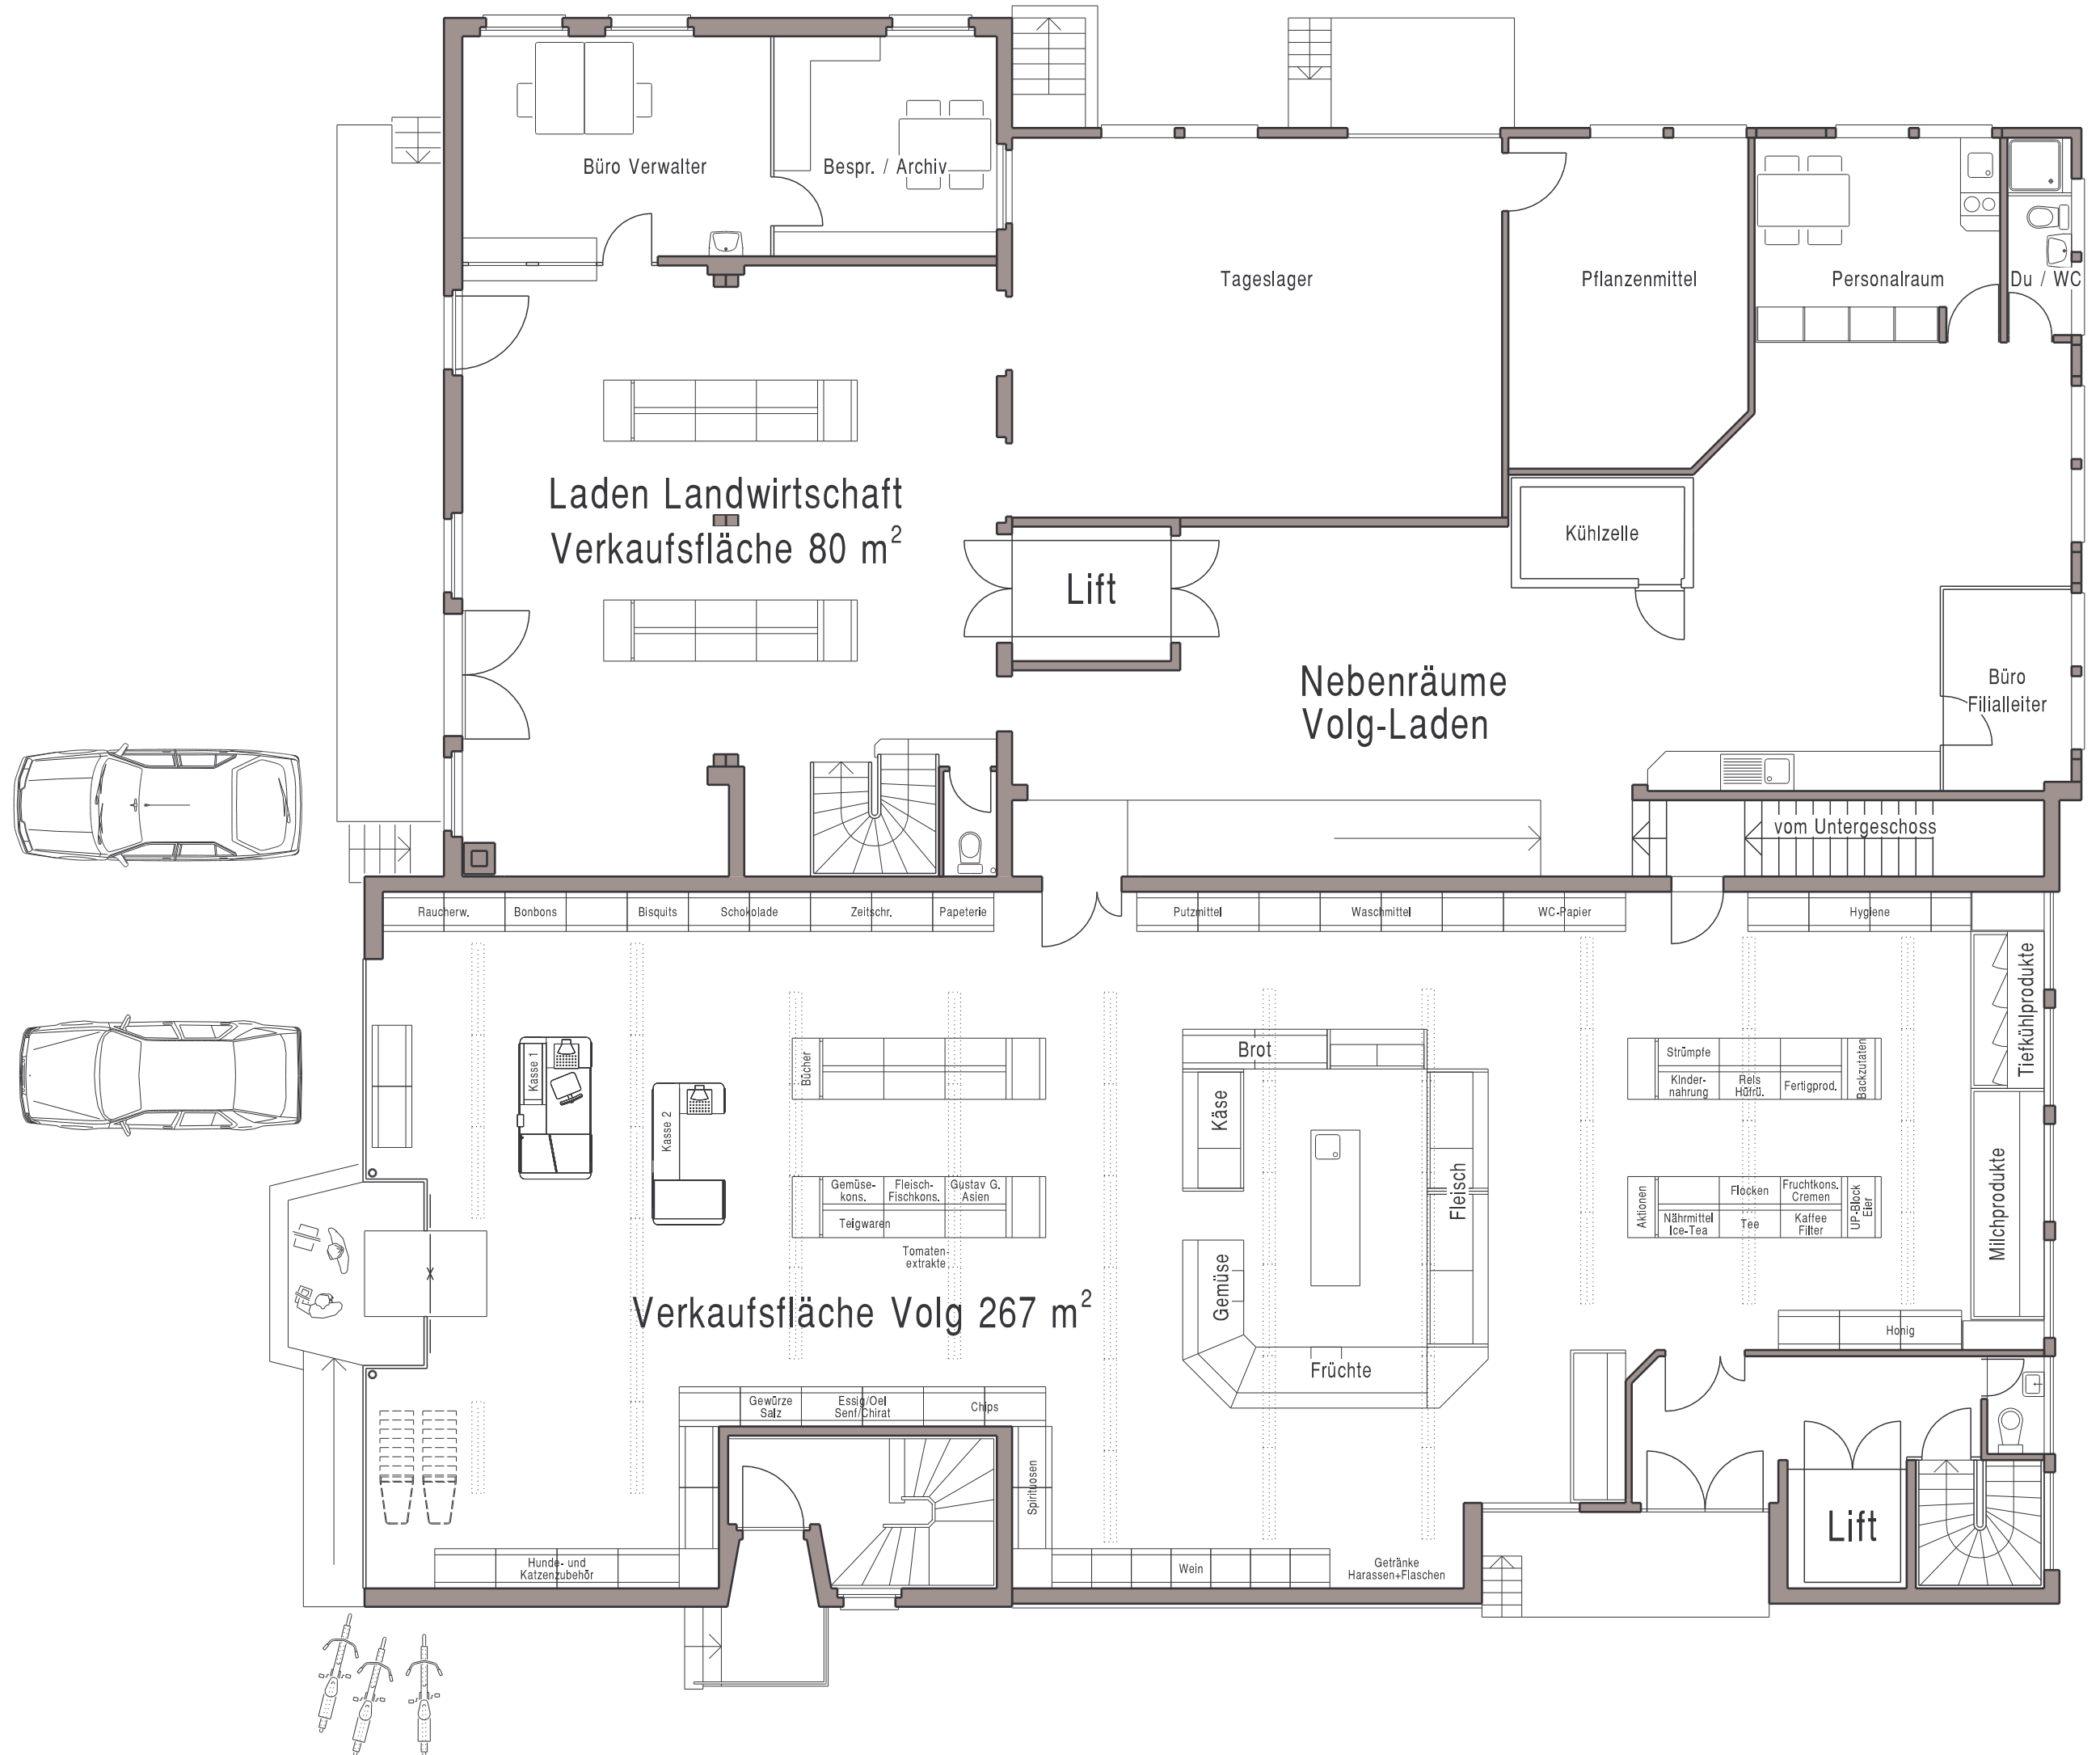 Büro Verwalter
Bespr. / Archiv
Tageslager
Pflanzenmittel
Personalraum
Du / WC
Laden Landwirtschaft
Verkaufsfläche 80 m²
Lift
Kühlzelle
Nebenräume
Volg-Laden
Büro
Filialleiter
vom Untergeschoss
Raucherw.
Bonbons
Bisquits
Schokolade
Zeitschr.
Papeterie
Putzmittel
Waschmittel
WC-Papier
Hygiene
Tiefkühlprodukte
Kasse 1
Kasse 2
Bücher
Brot
Käse
Fleisch
Strümpfe
Kinder-
nahrung
Reis
Hüfrü.
Fertigprod.
Backzutaten
Milchprodukte
Gemüse-
kons.
Fleisch-
Fischkons.
Gustav G.
Asien
Teigwaren
Tomaten-
extrakte
Aktionen
Flocken
Fruchtkons.
Cremen
Nährmittel
Ice-Tea
Tee
Kaffee
Filter
UP-Block
Eier
Gemüse
Früchte
Verkaufsfläche Volg 267 m²
Honig
Gewürze
Salz
Essig/Oel
Senf/Chirat
Chips
Spirituosen
Lift
Hunde- und
Katzenzubehör
Wein
Getränke
Harassen+Flaschen